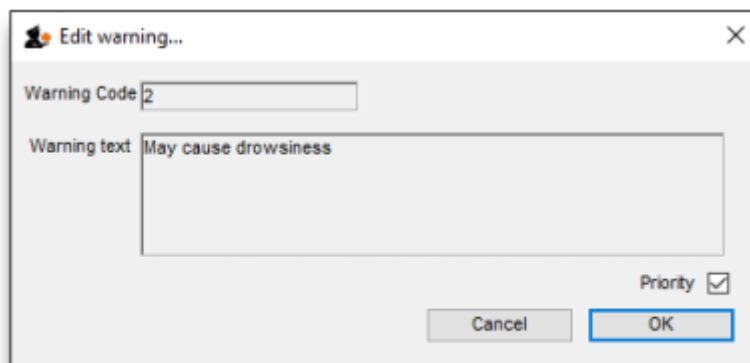 Edit warning...
Warning Code 2
Warning text May cause drowsiness
Priority
Cancel OK